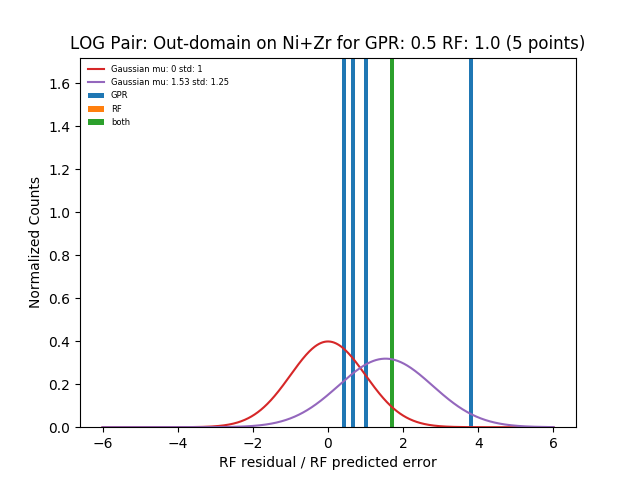 LOG Pair: Out-domain on Ni+Zr for GPR: 0.5 RF: 1.0 (5 points)
Gaussian mu: 0 std: 1
Gaussian mu: 1.53 std: 1.25
GPR
RF
both
Normalized Counts
1.6
1.4
1.2
1.0
0.8
0.6
0.4
0.2
0.0
−6
−4
−2
0
2
4
6
RF residual / RF predicted error